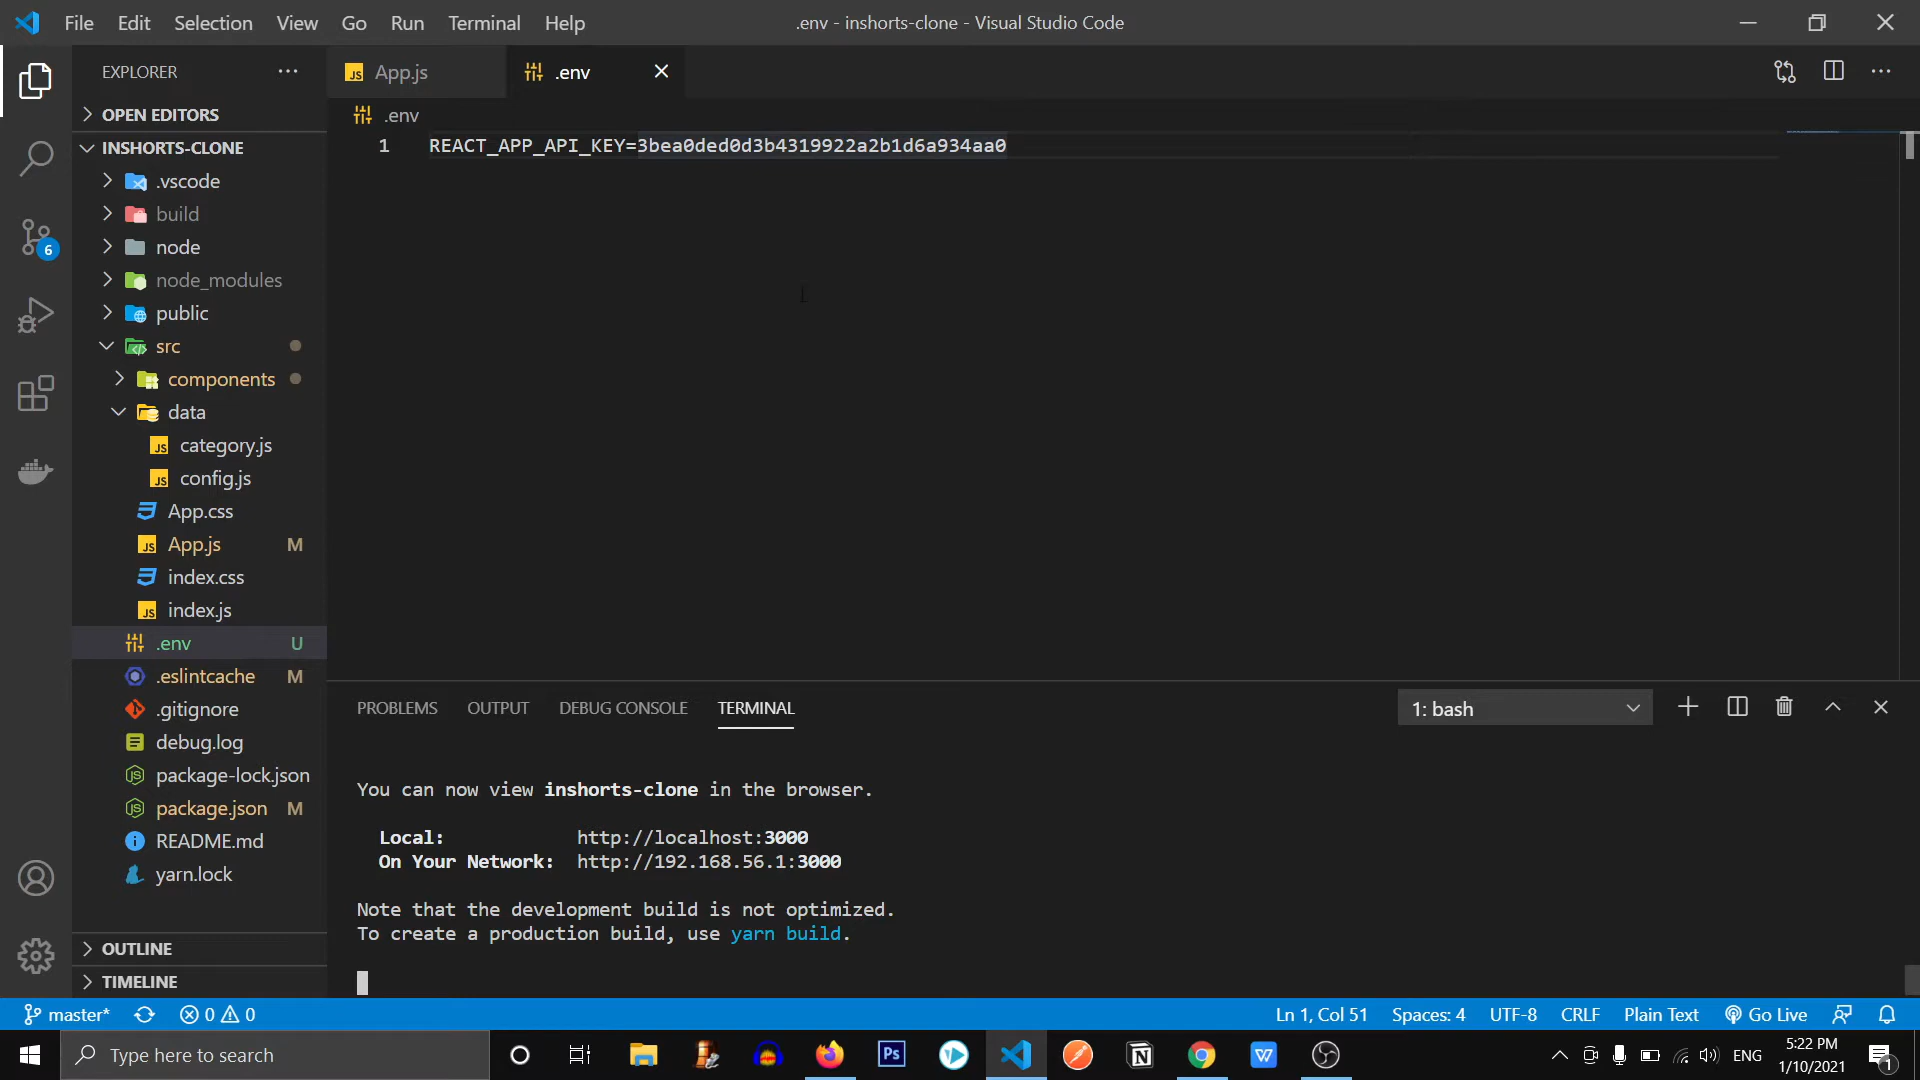 File Edit Selection View Go Run Terminal Help
.env - inshorts-clone - Visual Studio Code
EXPLORER
App.js
.env
OPEN EDITORS
.env
INSHORTS-CLONE
1 REACT_APP_API_KEY=3bea0ded0d3b4319922a2b1d6a934aa0
.vscode
build
6
node
node_modules
public
src
components
data
category.js
config.js
App.css
App.js M
index.css
index.js
.env U
.eslintcache M
.gitignore
debug.log
package-lock.json
package.json M
README.md
yarn.lock
OUTLINE
TIMELINE
PROBLEMS OUTPUT DEBUG CONSOLE TERMINAL
1: bash
You can now view inshorts-clone in the browser.
Local: http://localhost:3000
On Your Network: http://192.168.56.1:3000
Note that the development build is not optimized.
To create a production build, use yarn build.
master* 0 0
Ln 1, Col 51 Spaces: 4 UTF-8 CRLF Plain Text Go Live
Type here to search
Ps
N
W
ENG
5:22 PM
1/10/2021
1